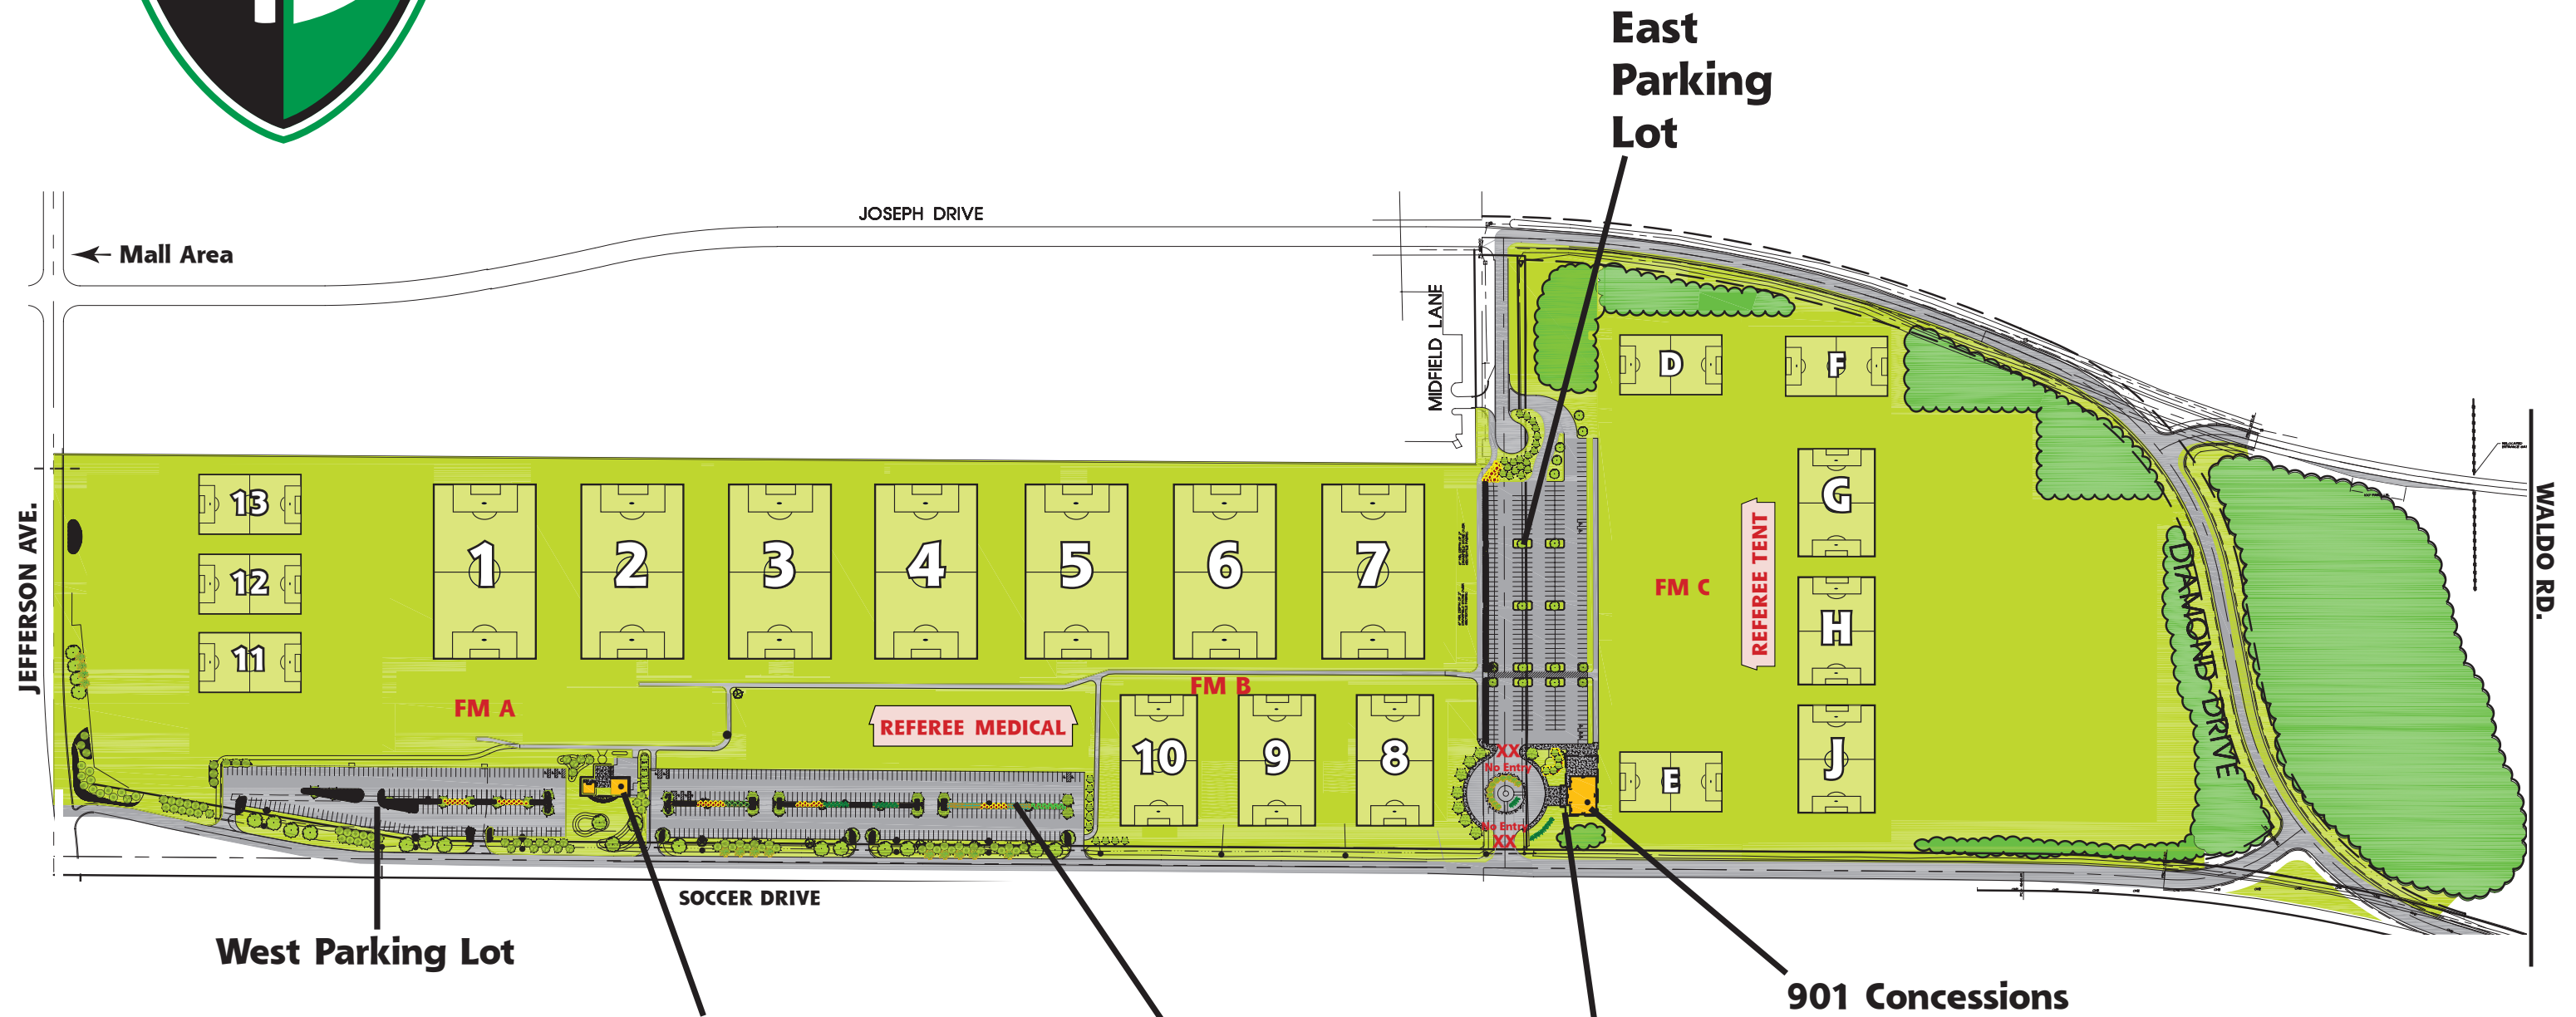 East
Parking
Lot
JOSEPH DRIVE
Mall Area
MIDFIELD LANE
D
F
13
12
11
1
2
3
4
5
6
7
G
H
J
E
FM C
REFEREE TENT
JEFFERSON AVE.
WALDO RD.
DIAMOND DRIVE
FM A
FM B
REFEREE MEDICAL
10
9
8
XX
No Entry
No Entry
XX
SOCCER DRIVE
West Parking Lot
901 Concessions